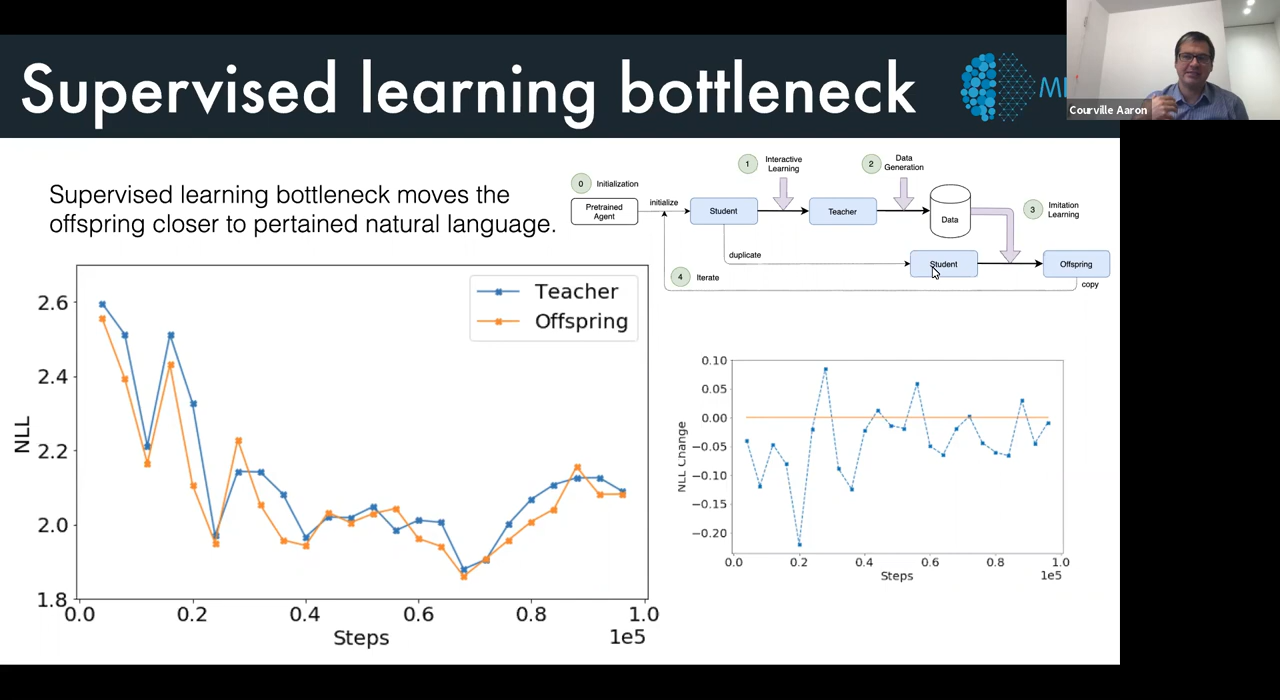 Supervised learning bottleneck
Courville Aaron
Supervised learning bottleneck moves the
offspring closer to pertained natural language.
0
Initialization
Pretrained
Agent
initialize
Student
1
Interactive
Learning
Teacher
2
Data
Generation
Data
3
Imitation
Learning
duplicate
Student
Offspring
4
Iterate
copy
Teacher
Offspring
NLL
2.6
2.4
2.2
2.0
1.8
0.0
0.2
0.4
0.6
0.8
1.0
1e5
Steps
NLL Change
0.10
0.05
0.00
−0.05
−0.10
−0.15
−0.20
0.0
0.2
0.4
0.6
0.8
1.0
1e5
Steps